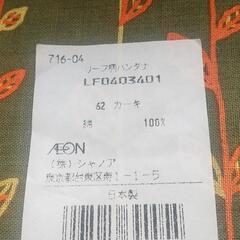 716-04
リーフ柄バンダナ
LF0403401
62 カーキ
綿 100%
AEON
(株) シャノア
東京都台東区寿1-1-5
日本製